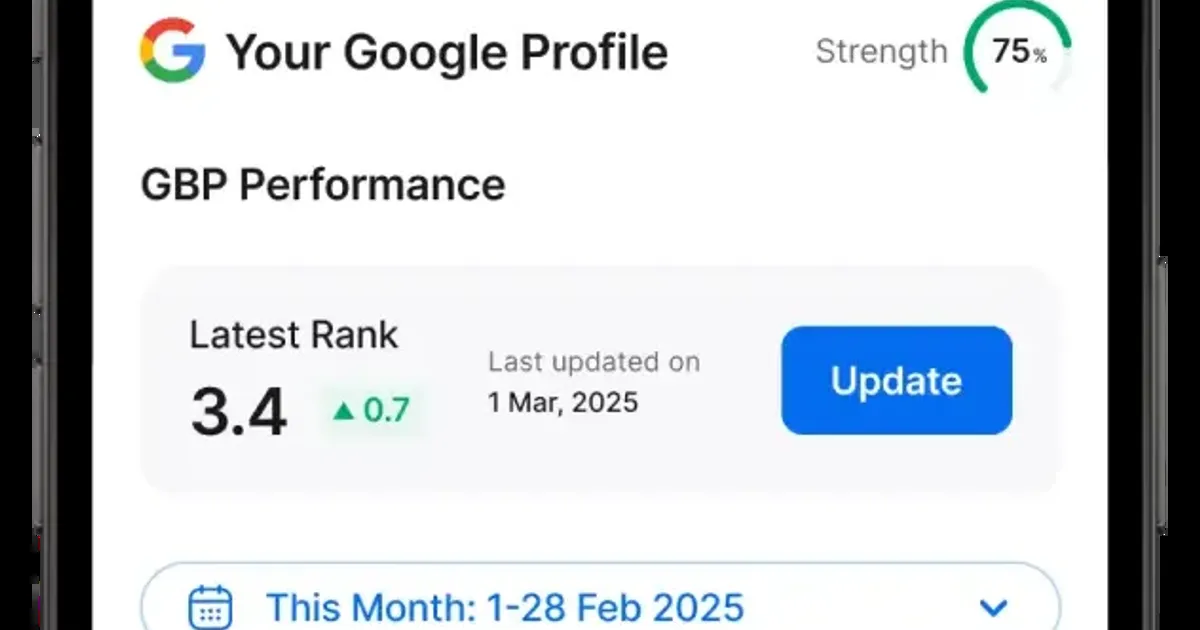 Your Google Profile
Strength
75%
GBP Performance
Latest Rank
3.4
▲ 0.7
Last updated on
1 Mar, 2025
Update
This Month: 1-28 Feb 2025